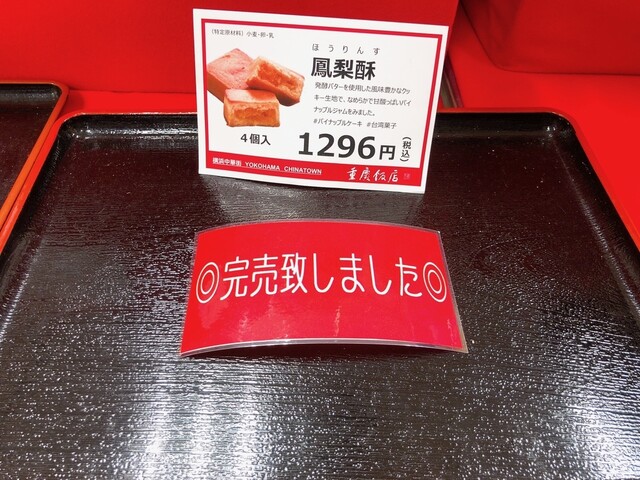 （特定原材料）小麦・卵・乳
ほうりんす
鳳梨酥
発酵バターを使用した風味豊かなクッ
キー生地で、なめらかで甘酸っぱいパイ
ナップルジャムをみました。
#パイナップルケーキ #台湾菓子
4個入
1296円(税込)
横浜中華街 YOKOHAMA CHINATOWN
重慶飯店
◎完売致しました◎